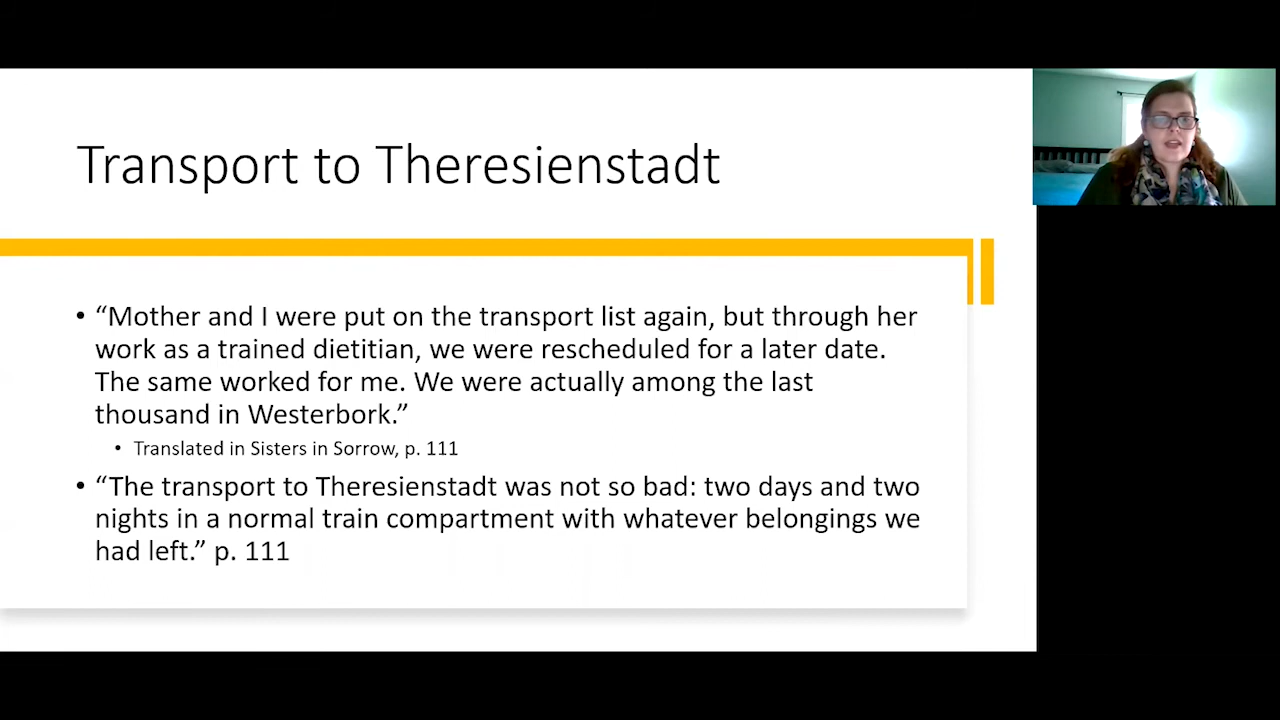 Transport to Theresienstadt
• “Mother and I were put on the transport list again, but through her
work as a trained dietitian, we were rescheduled for a later date.
The same worked for me. We were actually among the last
thousand in Westerbork.”
• Translated in Sisters in Sorrow, p. 111
• “The transport to Theresienstadt was not so bad: two days and two
nights in a normal train compartment with whatever belongings we
had left.” p. 111